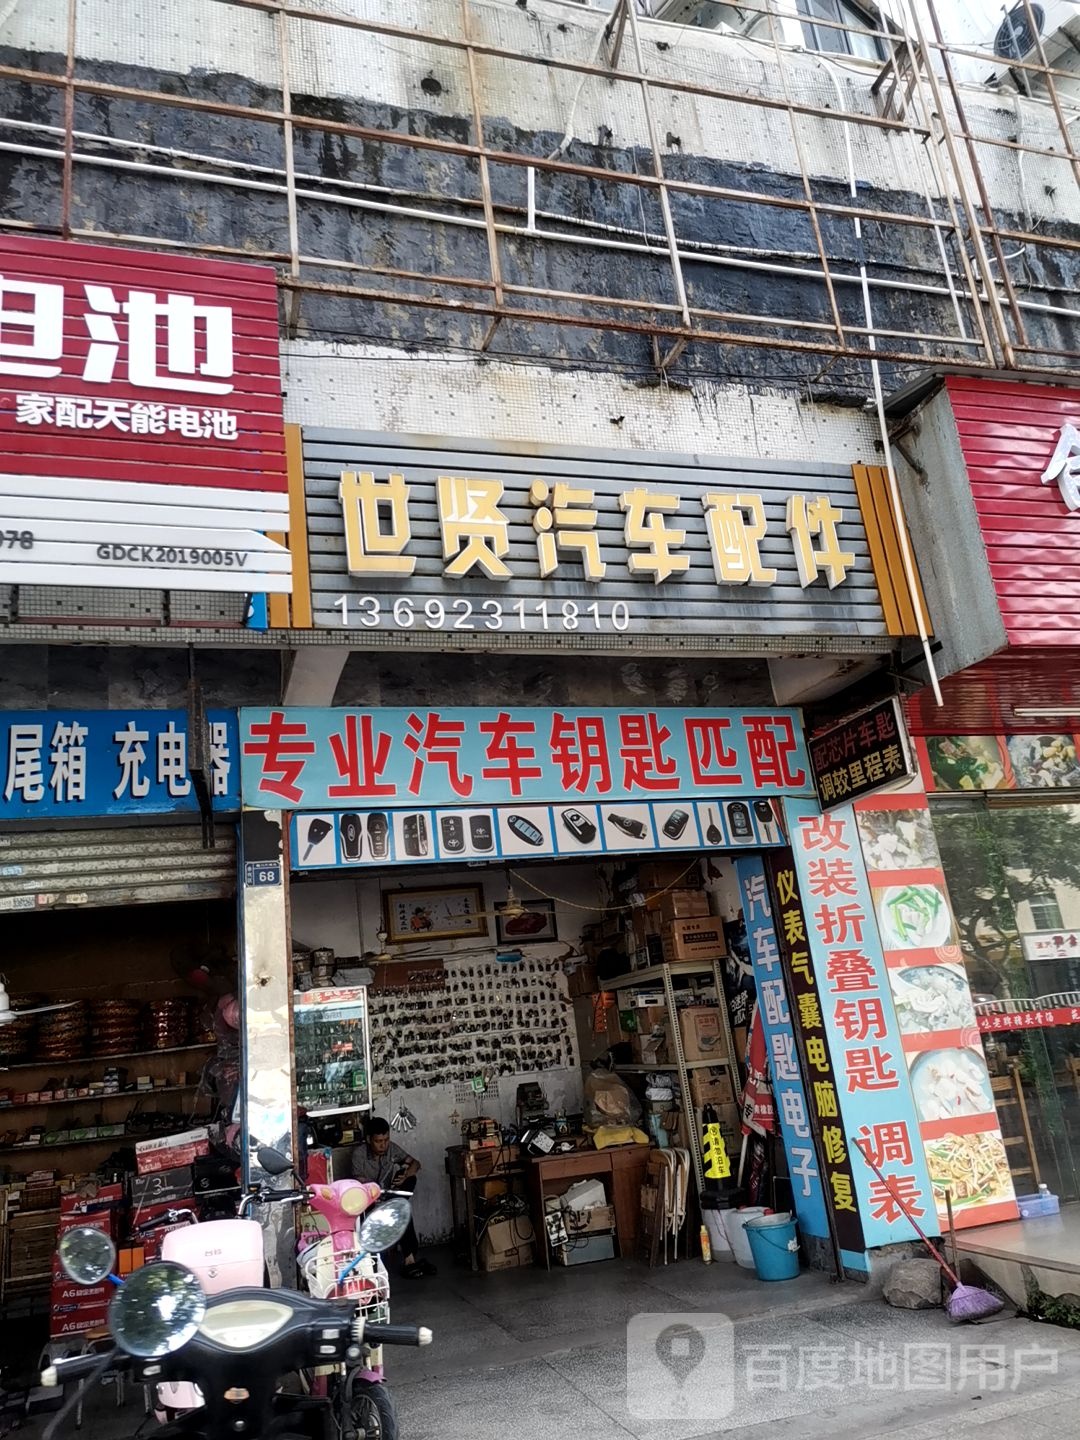 电池
家配天能电池
078
GDCK2019005V
世贤汽车配件
13692311810
尾箱 充电器
专业汽车钥匙匹配
配芯片车匙
调较里程表
68
汽车配匙电子
仪表气囊电脑修复
改装折叠钥匙 调表
百度地图用户